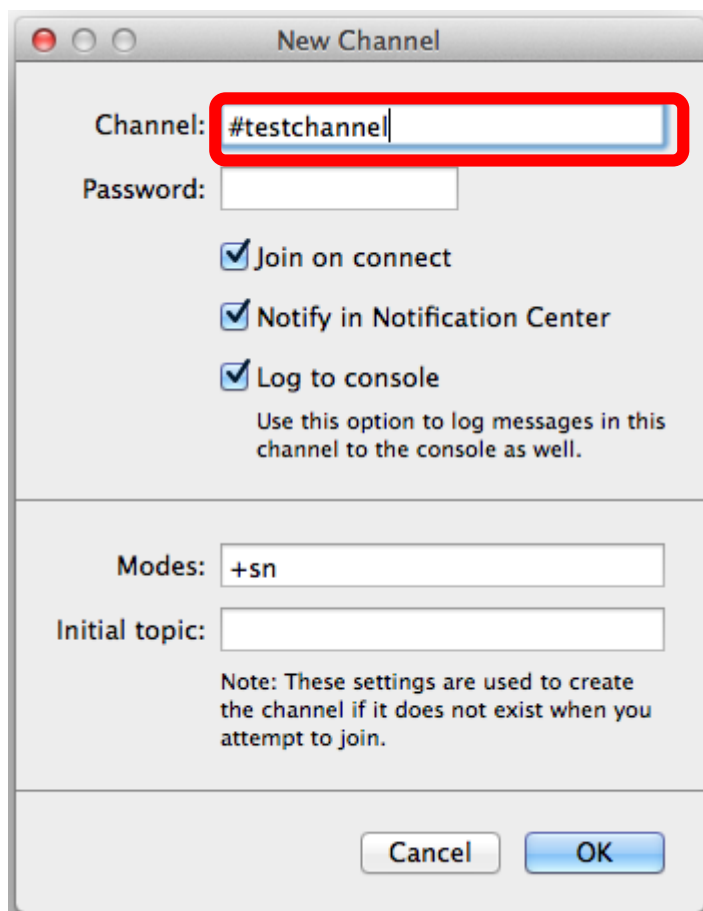 New Channel
Channel: #testchannel
Password:
Join on connect
Notify in Notification Center
Log to console
Use this option to log messages in this
channel to the console as well.
Modes: +sn
Initial topic:
Note: These settings are used to create
the channel if it does not exist when you
attempt to join.
Cancel OK